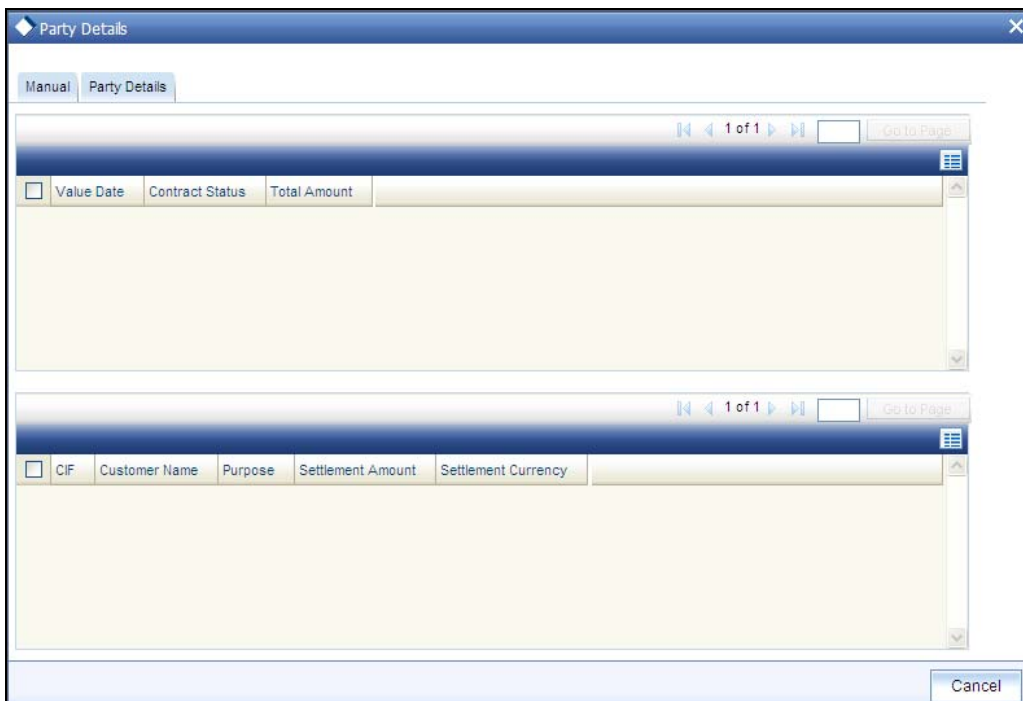 Party Details
Manual Party Details
1 of 1 Go to Page
Value Date Contract Status Total Amount
1 of 1 Go to Page
CIF Customer Name Purpose Settlement Amount Settlement Currency
Cancel